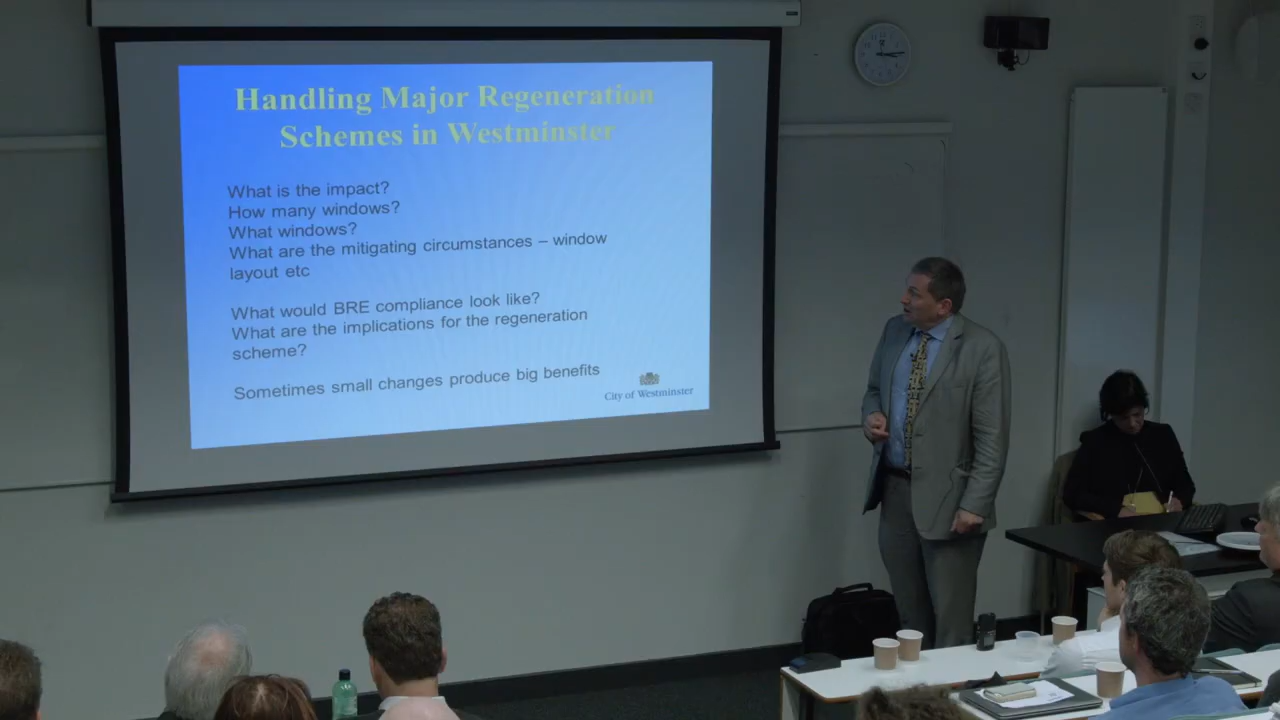 Handling Major Regeneration
Schemes in Westminster
What is the impact?
How many windows?
What windows?
What are the mitigating circumstances – window
layout etc
What would BRE compliance look like?
What are the implications for the regeneration
scheme?
Sometimes small changes produce big benefits
City of Westminster